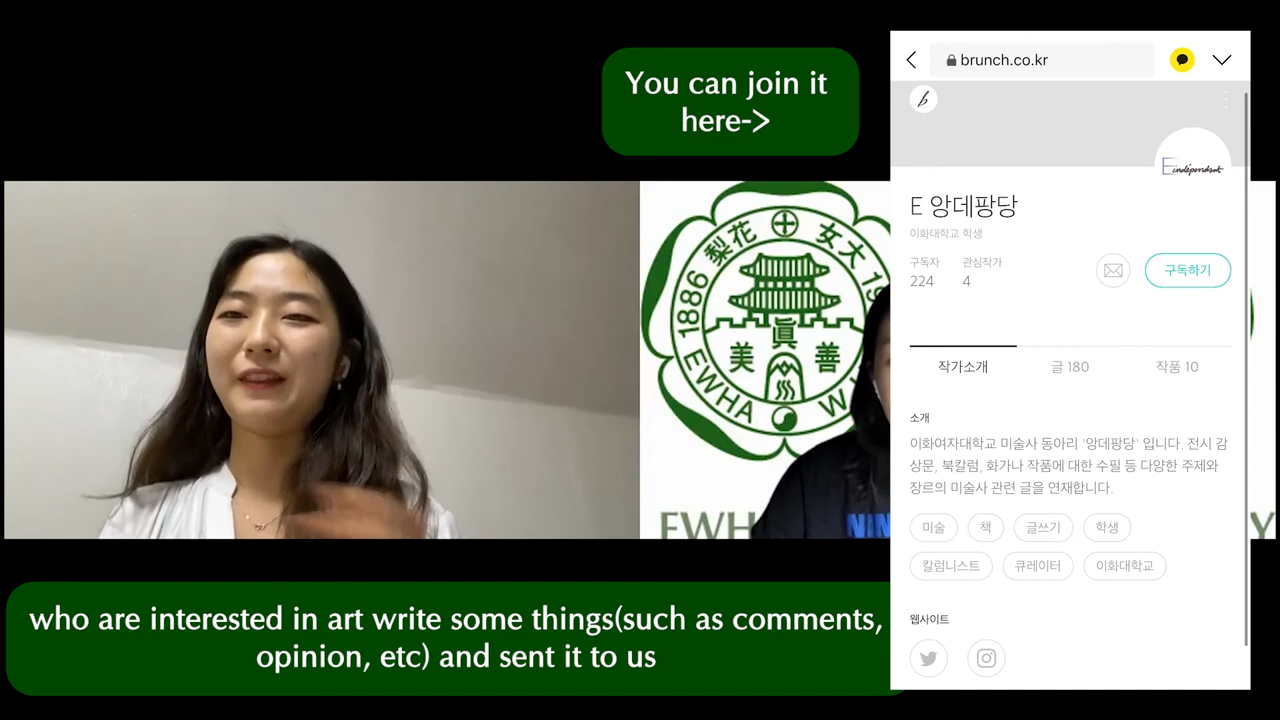 You can join it
here->
brunch.co.kr
b
E indépendant
E 앙데팡당
이화대학교 학생
구독자 관심작가
224 4
구독하기
작가소개 글 180 작품 10
소개
이화여자대학교 미술사 동아리 '앙데팡당' 입니다. 전시 감
상문, 북칼럼, 화가나 작품에 대한 수필 등 다양한 주제와
장르의 미술사 관련 글을 연재합니다.
미술 책 글쓰기 학생
칼럼니스트 큐레이터 이화대학교
웹사이트
梨花 女大
1886 19
眞
美 善
EWHA W
EWH
Y
NIN
who are interested in art write some things(such as comments,
opinion, etc) and sent it to us